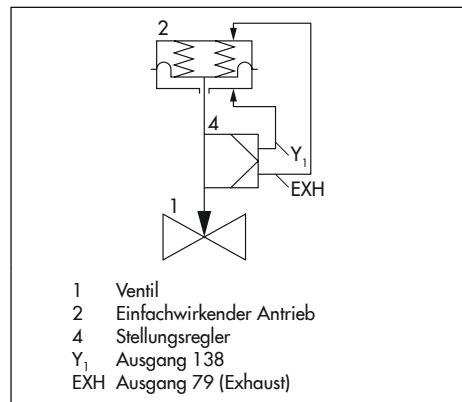 2
4
Y₁
EXH
1
1 Ventil
2 Einfachwirkender Antrieb
4 Stellungsregler
Y₁ Ausgang 138
EXH Ausgang 79 (Exhaust)